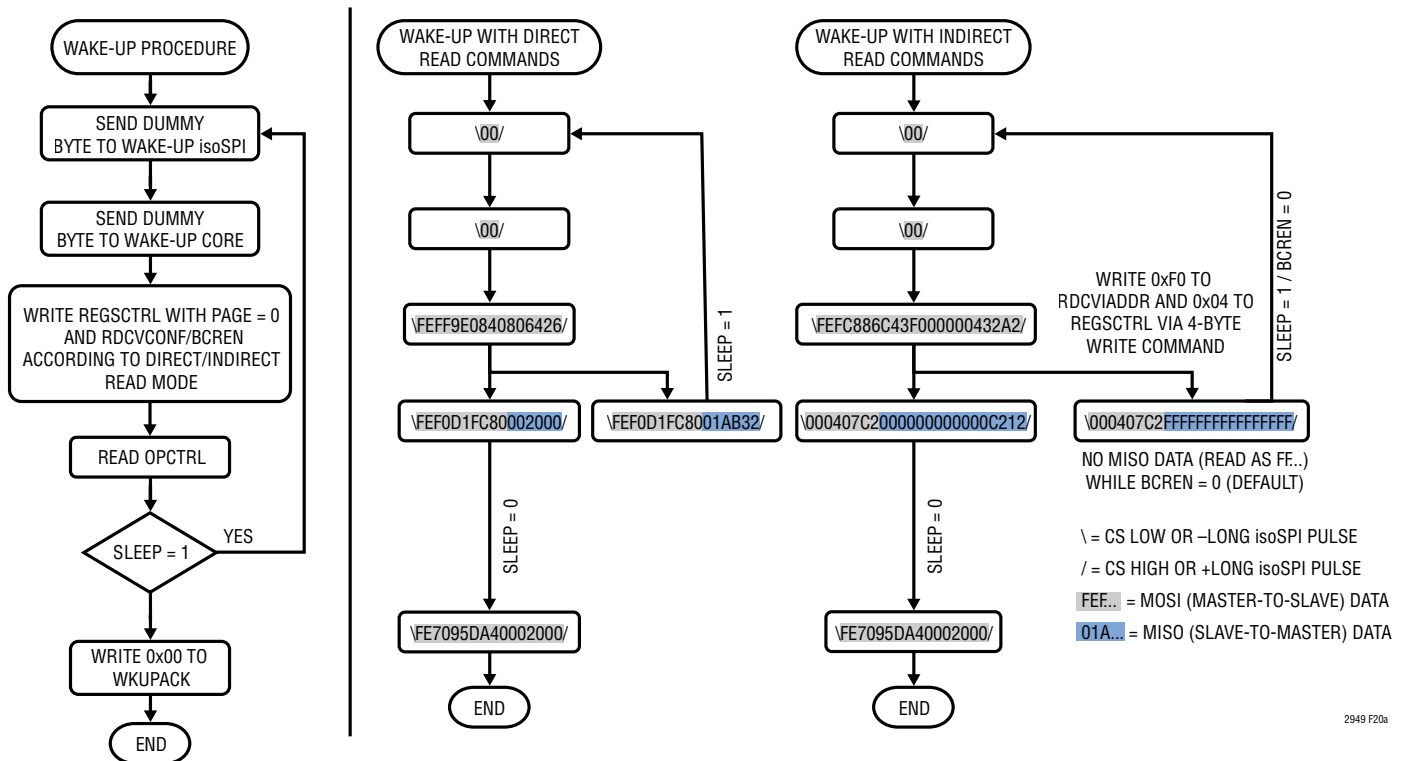 WAKE-UP PROCEDURE
SEND DUMMY
BYTE TO WAKE-UP isoSPI
SEND DUMMY
BYTE TO WAKE-UP CORE
WRITE REGSCTRL WITH PAGE = 0
AND RDCVCONF/BCREN
ACCORDING TO DIRECT/INDIRECT
READ MODE
READ OPCTRL
SLEEP = 1
YES
WRITE 0x00 TO
WKUPACK
END
WAKE-UP WITH DIRECT
READ COMMANDS
\00/
\00/
\FEFF9E0840806426/
SLEEP = 1
\FEF0D1FC80002000/
\FEF0D1FC8001AB32/
SLEEP = 0
\FE7095DA40002000/
END
WAKE-UP WITH INDIRECT
READ COMMANDS
\00/
\00/
\FEFC886C43F000000432A2/
WRITE 0xF0 TO
RDCVIADDR AND 0x04 TO
REGSCTRL VIA 4-BYTE
WRITE COMMAND
SLEEP = 1 / BCREN = 0
\000407C2000000000000C212/
\000407C2FFFFFFFFFFFFFFFF/
NO MISO DATA (READ AS FF...)
WHILE BCREN = 0 (DEFAULT)
SLEEP = 0
\FE7095DA40002000/
END
\ = CS LOW OR –LONG isoSPI PULSE
/ = CS HIGH OR +LONG isoSPI PULSE
FEF... = MOSI (MASTER-TO-SLAVE) DATA
01A... = MISO (SLAVE-TO-MASTER) DATA
2949 F20a